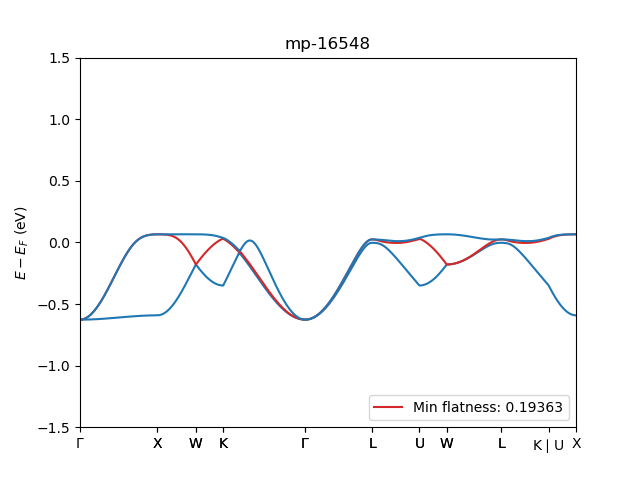 mp-16548
1.5
1.0
0.5
0.0
−0.5
−1.0
−1.5
E − E_F (eV)
Min flatness: 0.19363
Γ X W K Γ L U W L K | U X